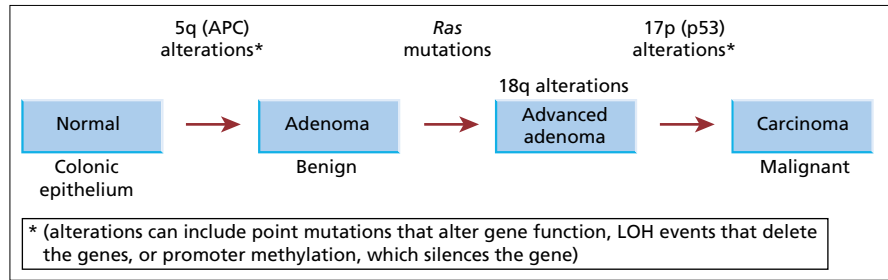 5q (APC)
alterations*
Ras
mutations
17p (p53)
alterations*
18q alterations
Normal
Adenoma
Advanced
adenoma
Carcinoma
Colonic
epithelium
Benign
Malignant
* (alterations can include point mutations that alter gene function, LOH events that delete
the genes, or promoter methylation, which silences the gene)